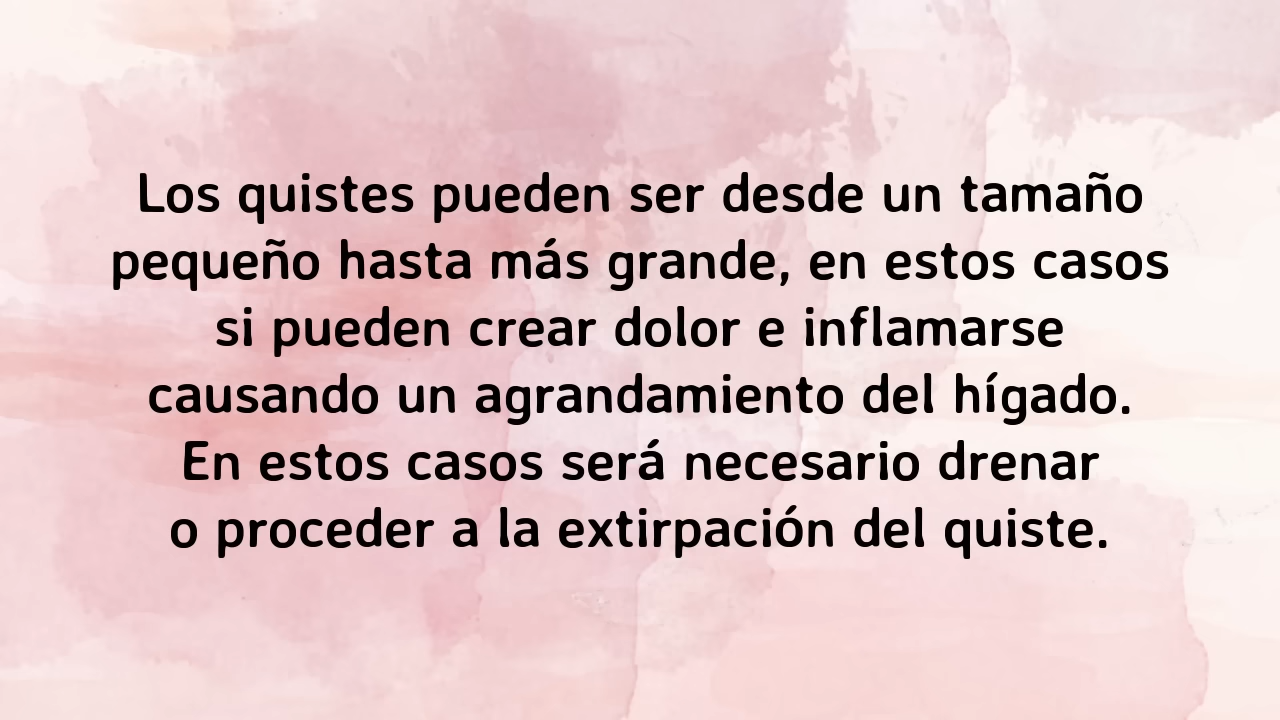 Los quistes pueden ser desde un tamaño
pequeño hasta más grande, en estos casos
si pueden crear dolor e inflamarse
causando un agrandamiento del hígado.
En estos casos será necesario drenar
o proceder a la extirpación del quiste.